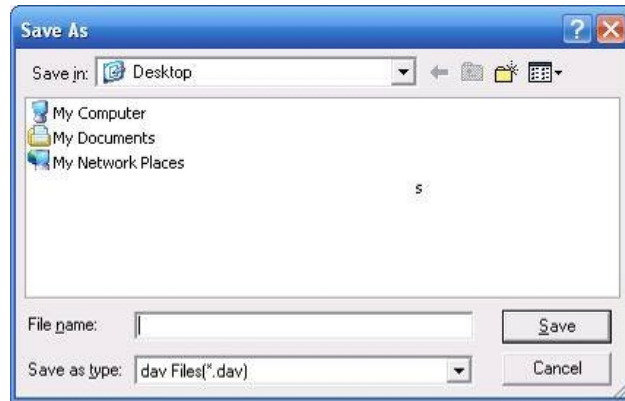 Save As
Save in: Desktop
My Computer
My Documents
My Network Places
s
File name: Save
Save as type: dav Files(*.dav) Cancel